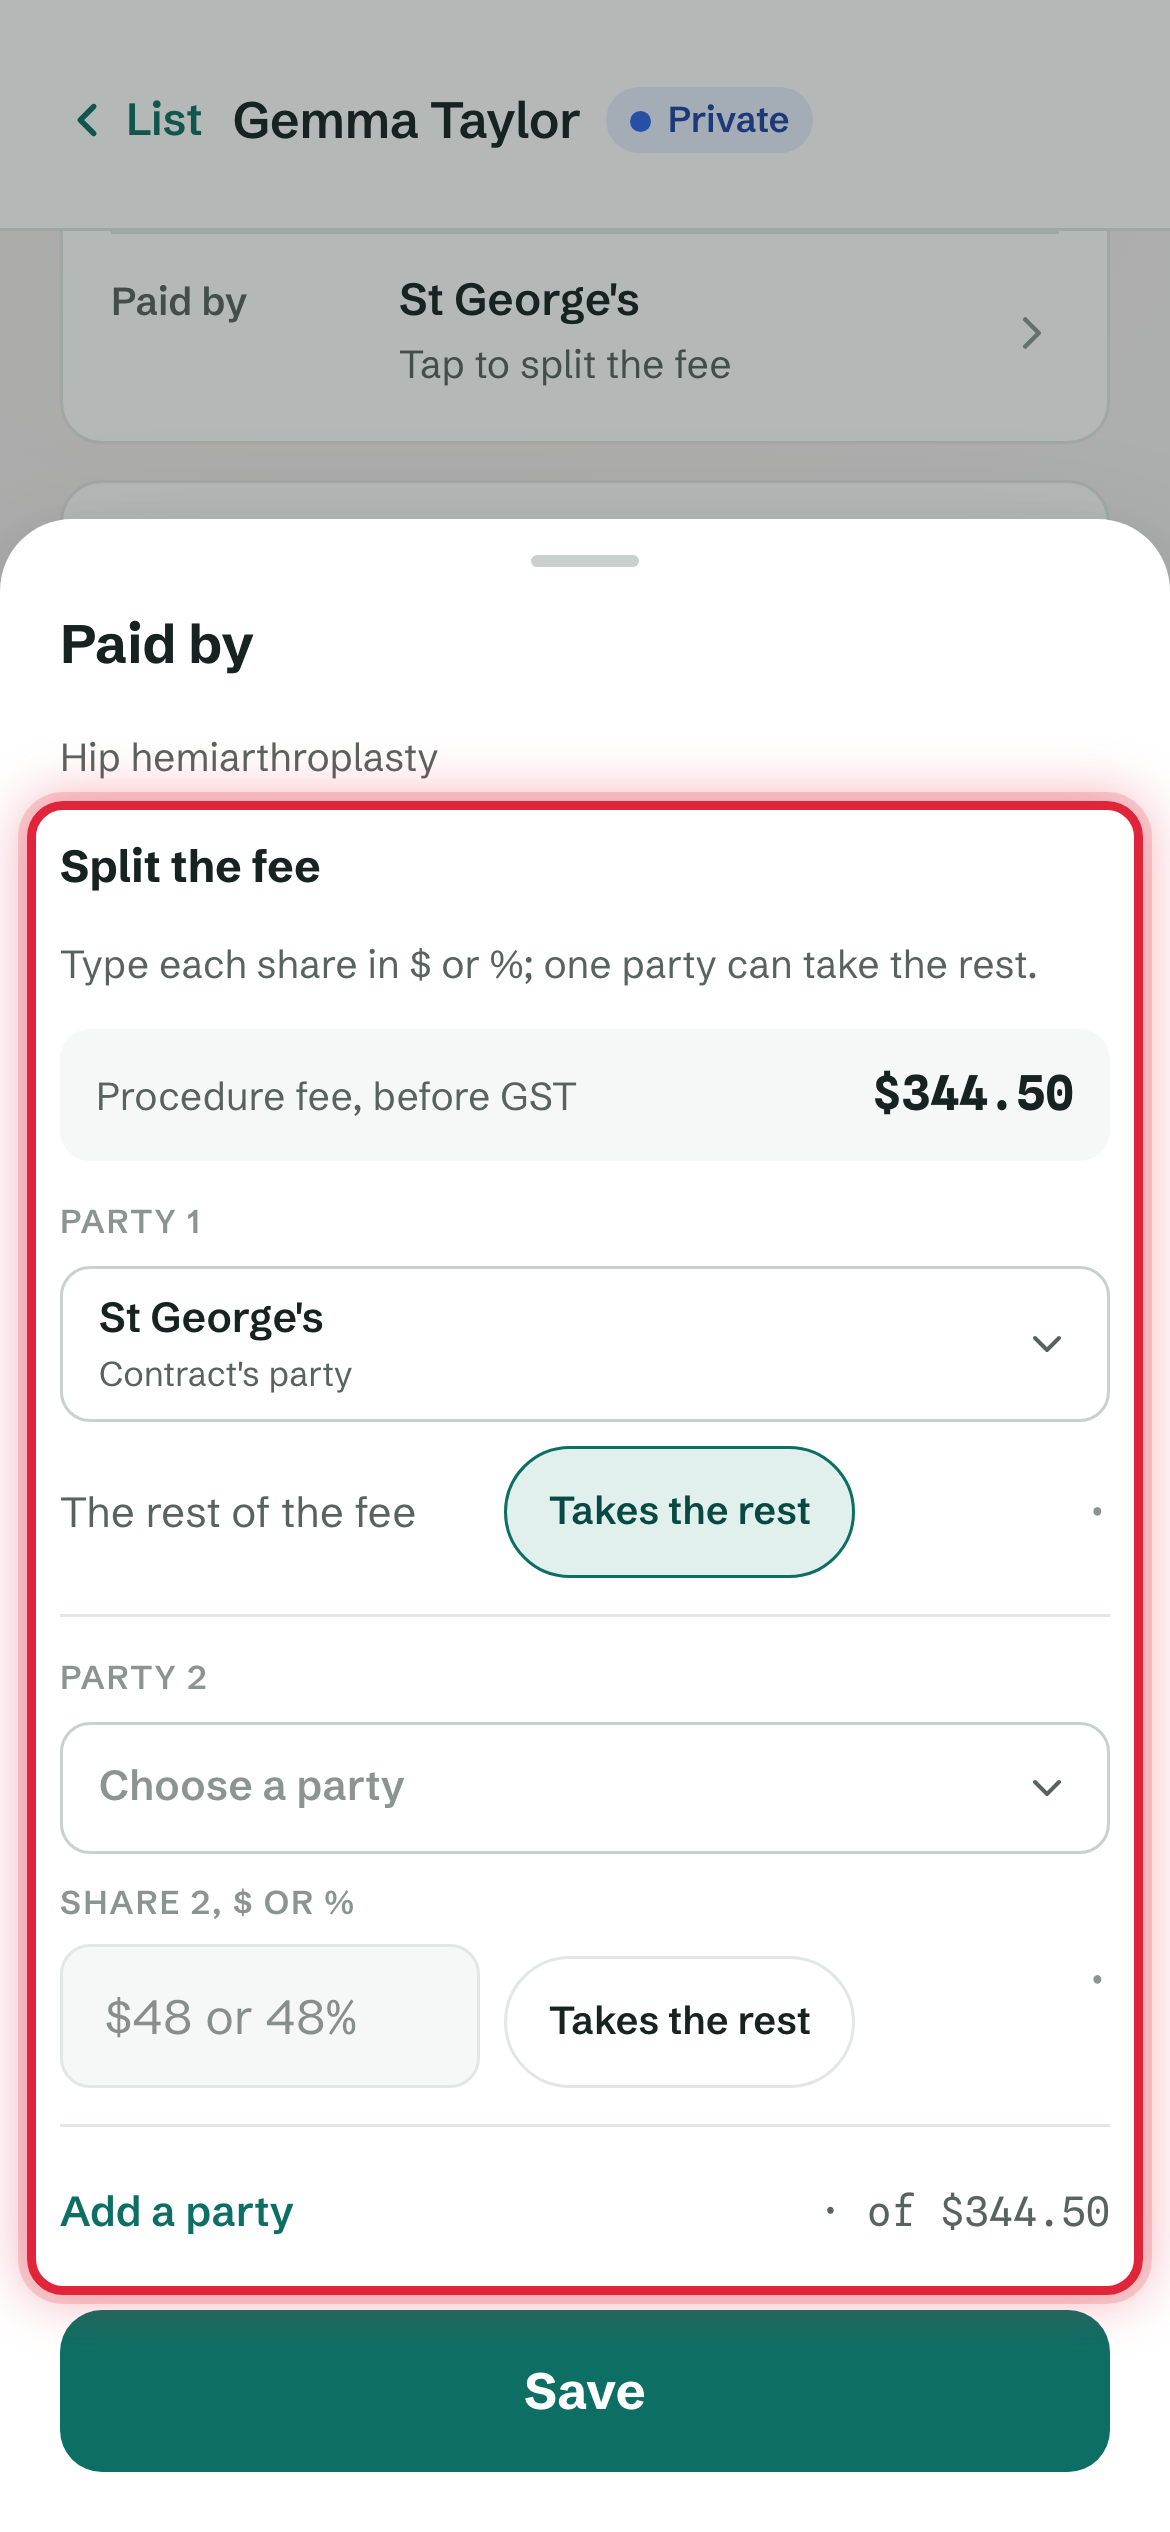 List Gemma Taylor Private
Paid by St George's
Tap to split the fee
Paid by
Hip hemiarthroplasty
Split the fee
Type each share in $ or %; one party can take the rest.
Procedure fee, before GST $344.50
PARTY 1
St George's
Contract's party
The rest of the fee Takes the rest ·
PARTY 2
Choose a party
SHARE 2, $ OR %
$48 or 48% Takes the rest ·
Add a party · of $344.50
Save